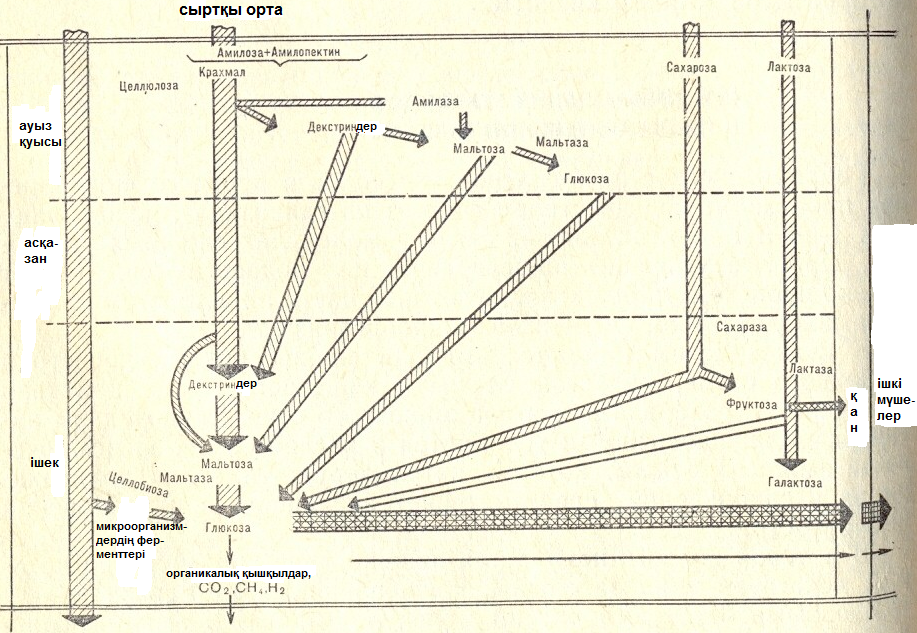 сыртқы орта
Амилоза+Амилопектин
Крахмал
Целлюлоза
Сахароза
Лактоза
ауыз
қуысы
Амилаза
Декстриндер
Мальтоза
Мальтаза
Глюкоза
асқа-
зан
Сахараза
Лактаза
Декстриндер
Фруктоза
қ
а
н
ішкі
мүше-
лер
ішек
Мальтоза
Мальтаза
Целлобиоза
Галактоза
микроорганизм-
дердің фер-
менттері
Глюкоза
органикалық қышқылдар,
CO₂,CH₄,H₂